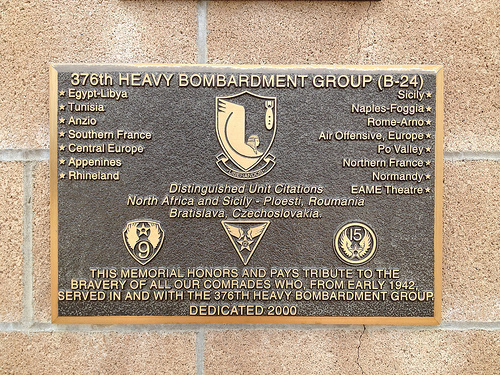 376th HEAVY BOMBARDMENT GROUP (B-24)
★ Egypt-Libya
★ Tunisia
★ Anzio
★ Southern France
★ Central Europe
★ Appenines
★ Rhineland
Sicily ★
Naples-Foggia ★
Rome-Arno ★
Air Offensive, Europe ★
Po Valley ★
Northern France ★
Normandy ★
EAME Theatre ★
Distinguished Unit Citations
North Africa and Sicily - Ploesti, Roumania
Bratislava, Czechoslovakia.
9
15
THIS MEMORIAL HONORS AND PAYS TRIBUTE TO THE
BRAVERY OF ALL OUR COMRADES WHO, FROM EARLY 1942,
SERVED IN AND WITH THE 376TH HEAVY BOMBARDMENT GROUP
DEDICATED 2000